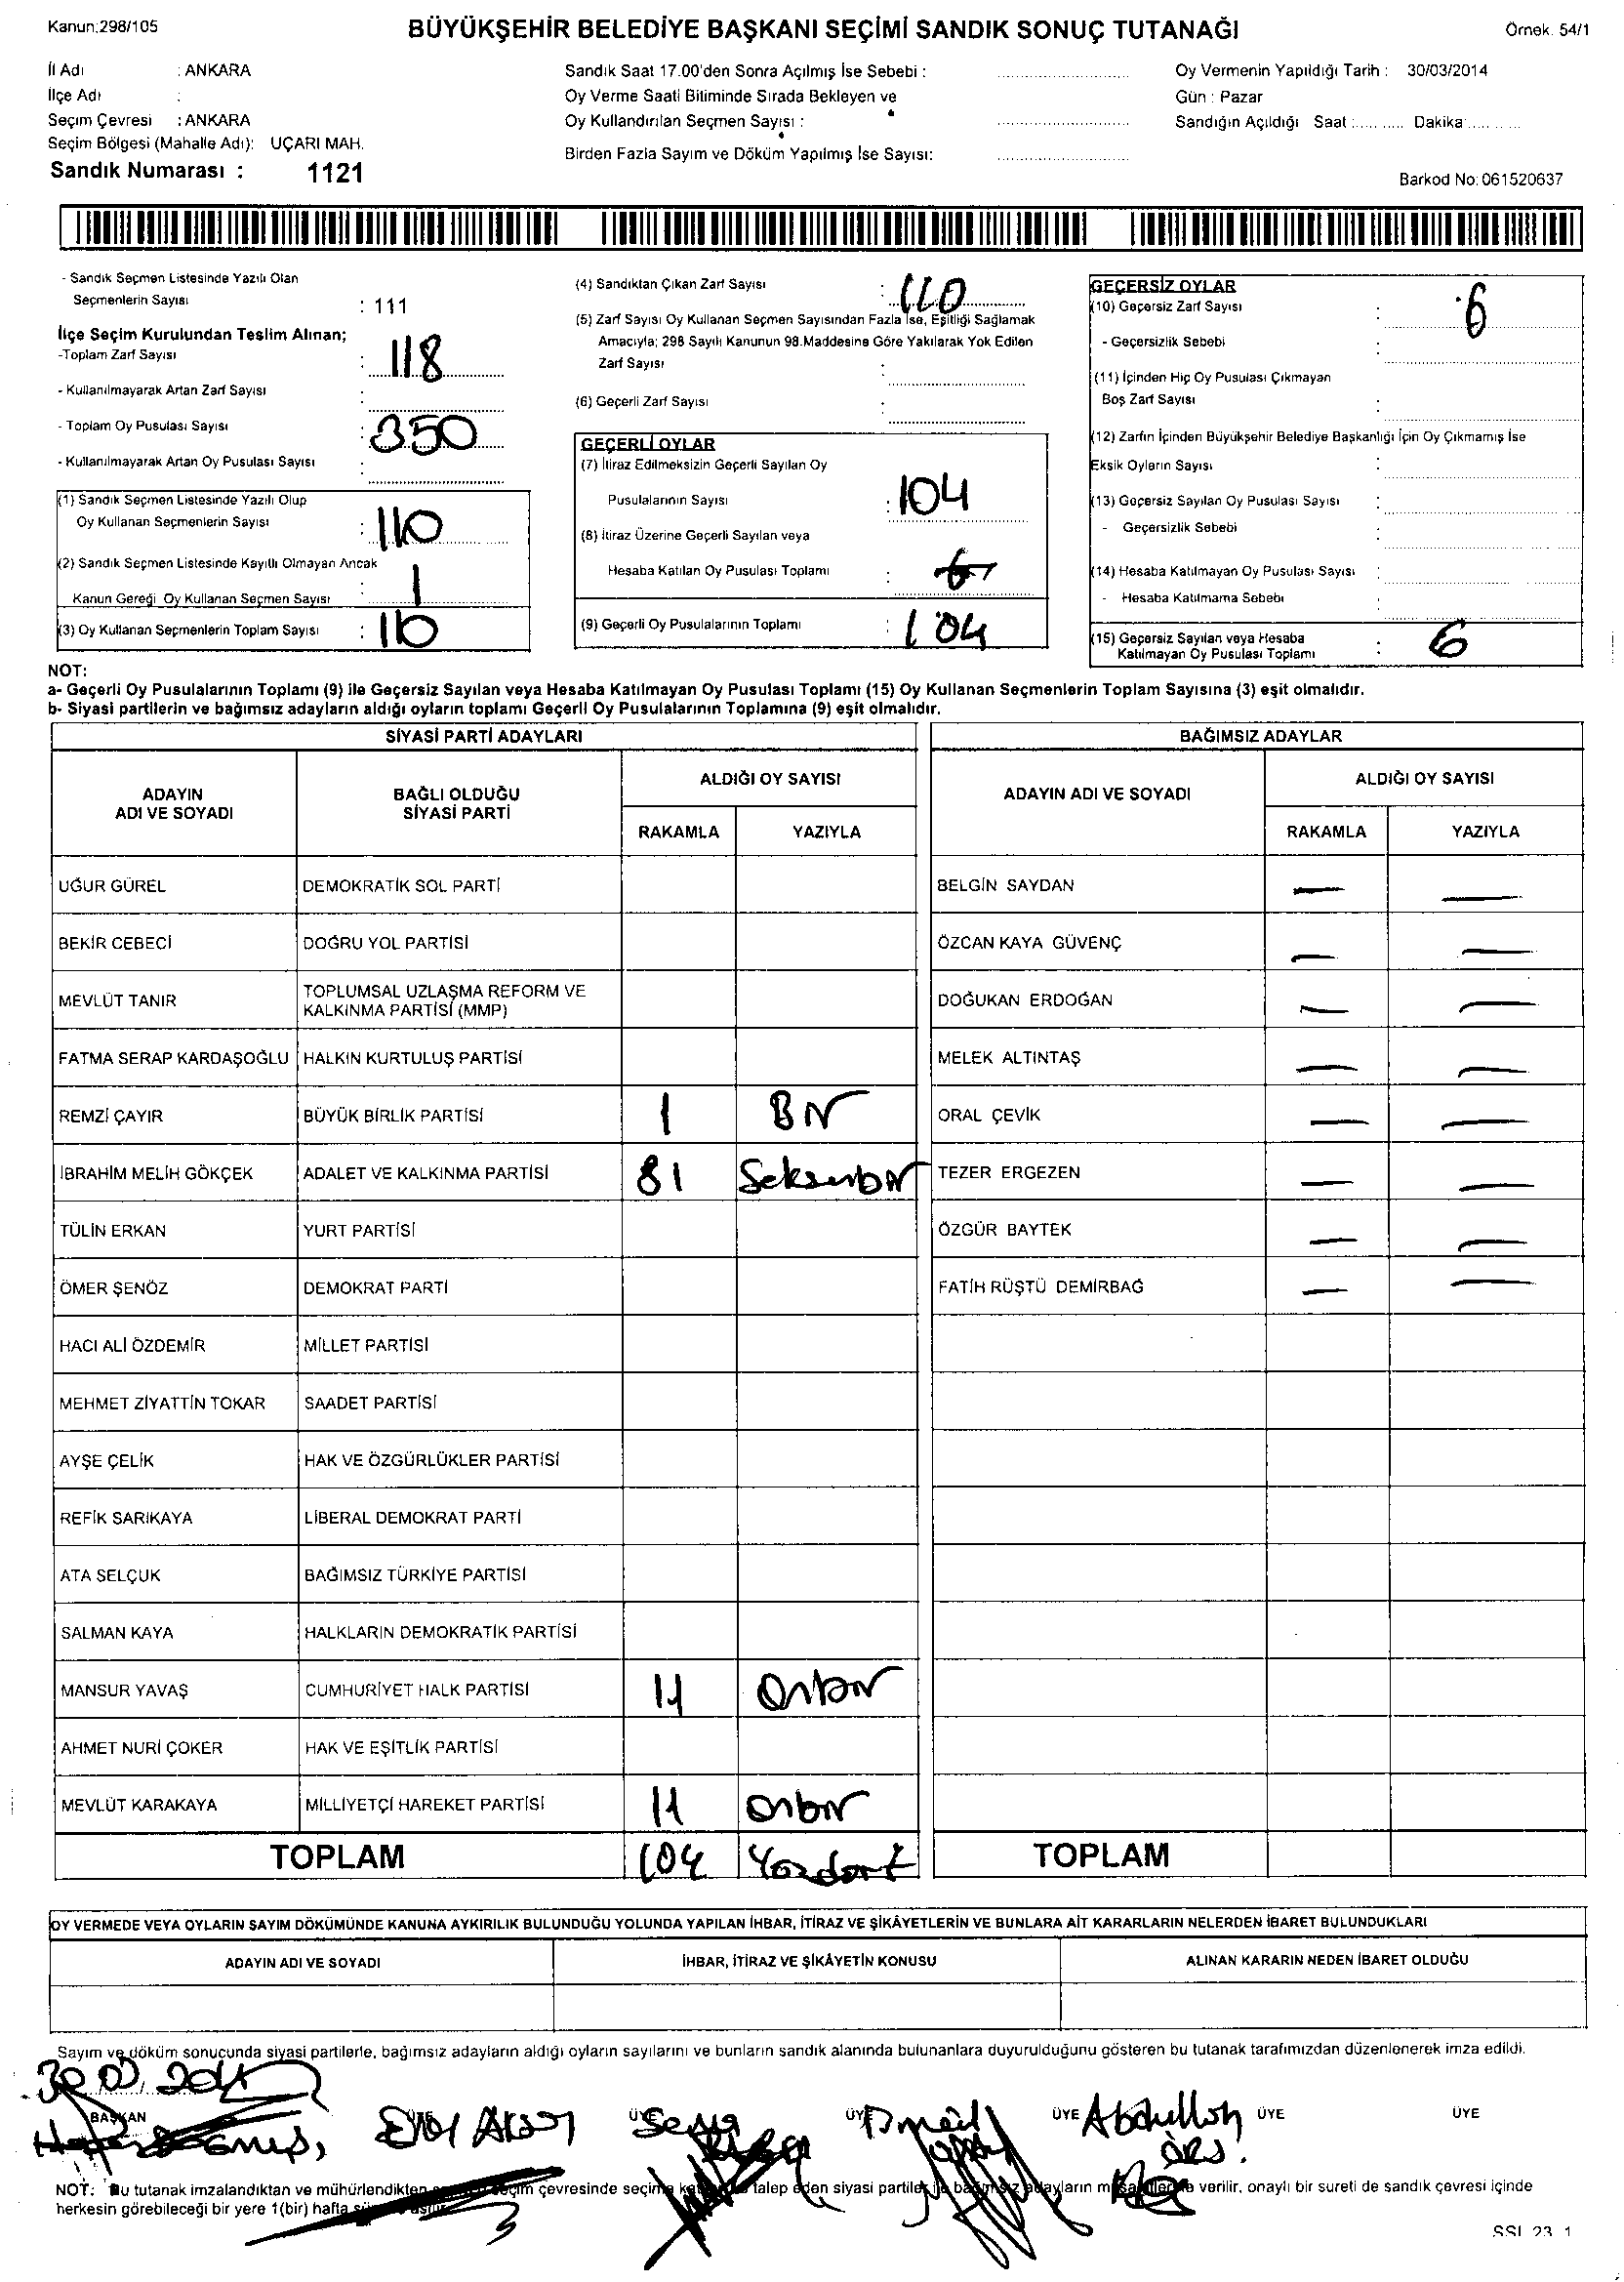 Kanun:298/105
BÜYÜKŞEHİR BELEDİYE BAŞKANI SEÇİMİ SANDIK SONUÇ TUTANAĞI
Örnek. 54/1
İl Adı : ANKARA
İlçe Adı :
Seçim Çevresi : ANKARA
Seçim Bölgesi (Mahalle Adı): UÇARI MAH.
Sandık Numarası : 1121
Sandık Saat 17.00'den Sonra Açılmış İse Sebebi :
Oy Verme Saati Bitiminde Sırada Bekleyen ve
Oy Kullandırılan Seçmen Sayısı :
Birden Fazla Sayım ve Döküm Yapılmış İse Sayısı:
Oy Vermenin Yapıldığı Tarih : 30/03/2014
Gün : Pazar
Sandığın Açıldığı Saat :......... Dakika:.........
Barkod No: 061520637
- Sandık Seçmen Listesinde Yazılı Olan
Seçmenlerin Sayısı : 111
İlçe Seçim Kurulundan Teslim Alınan;
-Toplam Zarf Sayısı : 118
- Kullanılmayarak Artan Zarf Sayısı :
- Toplam Oy Pusulası Sayısı : 350
- Kullanılmayarak Artan Oy Pusulası Sayısı :
(1) Sandık Seçmen Listesinde Yazılı Olup
Oy Kullanan Seçmenlerin Sayısı : 110
(2) Sandık Seçmen Listesinde Kayıllı Olmayan Ancak
Kanun Gereği Oy Kullanan Seçmen Sayısı : 1
(3) Oy Kullanan Seçmenlerin Toplam Sayısı : 110
(4) Sandıktan Çıkan Zarf Sayısı : 110
(5) Zarf Sayısı Oy Kullanan Seçmen Sayısından Fazla İse, Eşitliği Sağlamak
Amacıyla; 298 Sayılı Kanunun 98.Maddesine Göre Yakılarak Yok Edilen
Zarf Sayısı :
(6) Geçerli Zarf Sayısı :
GEÇERLİ OYLAR
(7) İtiraz Edilmeksizin Geçerli Sayılan Oy
Pusulalarının Sayısı : 104
(8) İtiraz Üzerine Geçerli Sayılan veya
Hesaba Katılan Oy Pusulası Toplamı :
(9) Geçerli Oy Pusulalarının Toplamı : 104
GEÇERSİZ OYLAR
(10) Geçersiz Zarf Sayısı : 6
- Geçersizlik Sebebi :
(11) İçinden Hiç Oy Pusulası Çıkmayan
Boş Zarf Sayısı :
(12) Zarfın İçinden Büyükşehir Belediye Başkanlığı İçin Oy Çıkmamış İse
Eksik Oyların Sayısı :
(13) Geçersiz Sayılan Oy Pusulası Sayısı :
- Geçersizlik Sebebi
(14) Hesaba Katılmayan Oy Pusulası Sayısı :
- Hesaba Katılmama Sebebi :
(15) Geçersiz Sayılan veya Hesaba
Katılmayan Oy Pusulası Toplamı : 6
NOT:
a- Geçerli Oy Pusulalarının Toplamı (9) ile Geçersiz Sayılan veya Hesaba Katılmayan Oy Pusulası Toplamı (15) Oy Kullanan Seçmenlerin Toplam Sayısına (3) eşit olmalıdır.
b- Siyasi partilerin ve bağımsız adayların aldığı oyların toplamı Geçerli Oy Pusulalarının Toplamına (9) eşit olmalıdır.
SİYASİ PARTİ ADAYLARI
ADAYIN ADI VE SOYADI
BAĞLI OLDUĞU SİYASİ PARTİ
ALDIĞI OY SAYISI
RAKAMLA YAZIYLA
UĞUR GÜREL DEMOKRATİK SOL PARTİ
BEKİR CEBECİ DOĞRU YOL PARTİSİ
MEVLÜT TANIR TOPLUMSAL UZLAŞMA REFORM VE KALKINMA PARTİSİ (MMP)
FATMA SERAP KARDAŞOĞLU HALKIN KURTULUŞ PARTİSİ
REMZİ ÇAYIR BÜYÜK BİRLİK PARTİSİ 1 Bir
İBRAHİM MELİH GÖKÇEK ADALET VE KALKINMA PARTİSİ 81 Seksenbir
TÜLİN ERKAN YURT PARTİSİ
ÖMER ŞENÖZ DEMOKRAT PARTİ
HACI ALİ ÖZDEMİR MİLLET PARTİSİ
MEHMET ZİYATTİN TOKAR SAADET PARTİSİ
AYŞE ÇELİK HAK VE ÖZGÜRLÜKLER PARTİSİ
REFİK SARIKAYA LİBERAL DEMOKRAT PARTİ
ATA SELÇUK BAĞIMSIZ TÜRKİYE PARTİSİ
SALMAN KAYA HALKLARIN DEMOKRATİK PARTİSİ
MANSUR YAVAŞ CUMHURİYET HALK PARTİSİ 11 Onbir
AHMET NURİ ÇOKER HAK VE EŞİTLİK PARTİSİ
MEVLÜT KARAKAYA MİLLİYETÇİ HAREKET PARTİSİ 11 onbir
TOPLAM 104 Yüzdört
BAĞIMSIZ ADAYLAR
ADAYIN ADI VE SOYADI
ALDIĞI OY SAYISI
RAKAMLA YAZIYLA
BELGİN SAYDAN — —
ÖZCAN KAYA GÜVENÇ — —
DOĞUKAN ERDOĞAN — —
MELEK ALTINTAŞ — —
ORAL ÇEVİK — —
TEZER ERGEZEN — —
ÖZGÜR BAYTEK — —
FATİH RÜŞTÜ DEMİRBAĞ — —
TOPLAM
OY VERMEDE VEYA OYLARIN SAYIM DÖKÜMÜNDE KANUNA AYKIRILIK BULUNDUĞU YOLUNDA YAPILAN İHBAR, İTİRAZ VE ŞİKÂYETLERİN VE BUNLARA AİT KARARLARIN NELERDEN İBARET BULUNDUKLARI
ADAYIN ADI VE SOYADI
İHBAR, İTİRAZ VE ŞİKÂYETİN KONUSU
ALINAN KARARIN NEDEN İBARET OLDUĞU
Sayım ve döküm sonucunda siyasi partilerle, bağımsız adayların aldığı oyların sayılarını ve bunların sandık alanında bulunanlara duyurulduğunu gösteren bu tutanak tarafımızdan düzenlenerek imza edildi.
BAŞKAN ÜYE ÜYE ÜYE ÜYE ÜYE ÜYE
Abdullah
NOT: Bu tutanak imzalandıktan ve mühürlendikten seçim çevresinde seçime talep eden siyasi partiler bağımsız adayların verilir, onaylı bir sureti de sandık çevresi içinde
herkesin görebileceği bir yere 1(bir) hafta
SSI 23 1